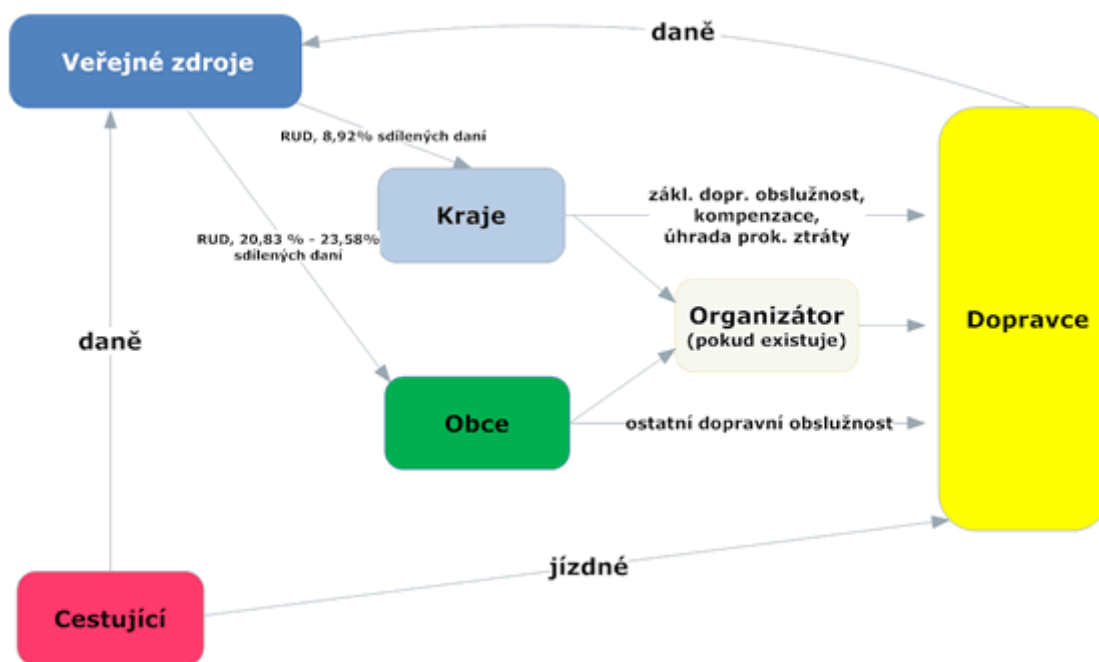 daně
Veřejné zdroje
RUD, 8,92% sdílených daní
Kraje
zákl. dopr. obslužnost,
kompenzace,
úhrada prok. ztráty
RUD, 20,83 % - 23,58%
sdílených daní
Organizátor
(pokud existuje)
Dopravce
daně
Obce
ostatní dopravní obslužnost
jízdné
Cestující